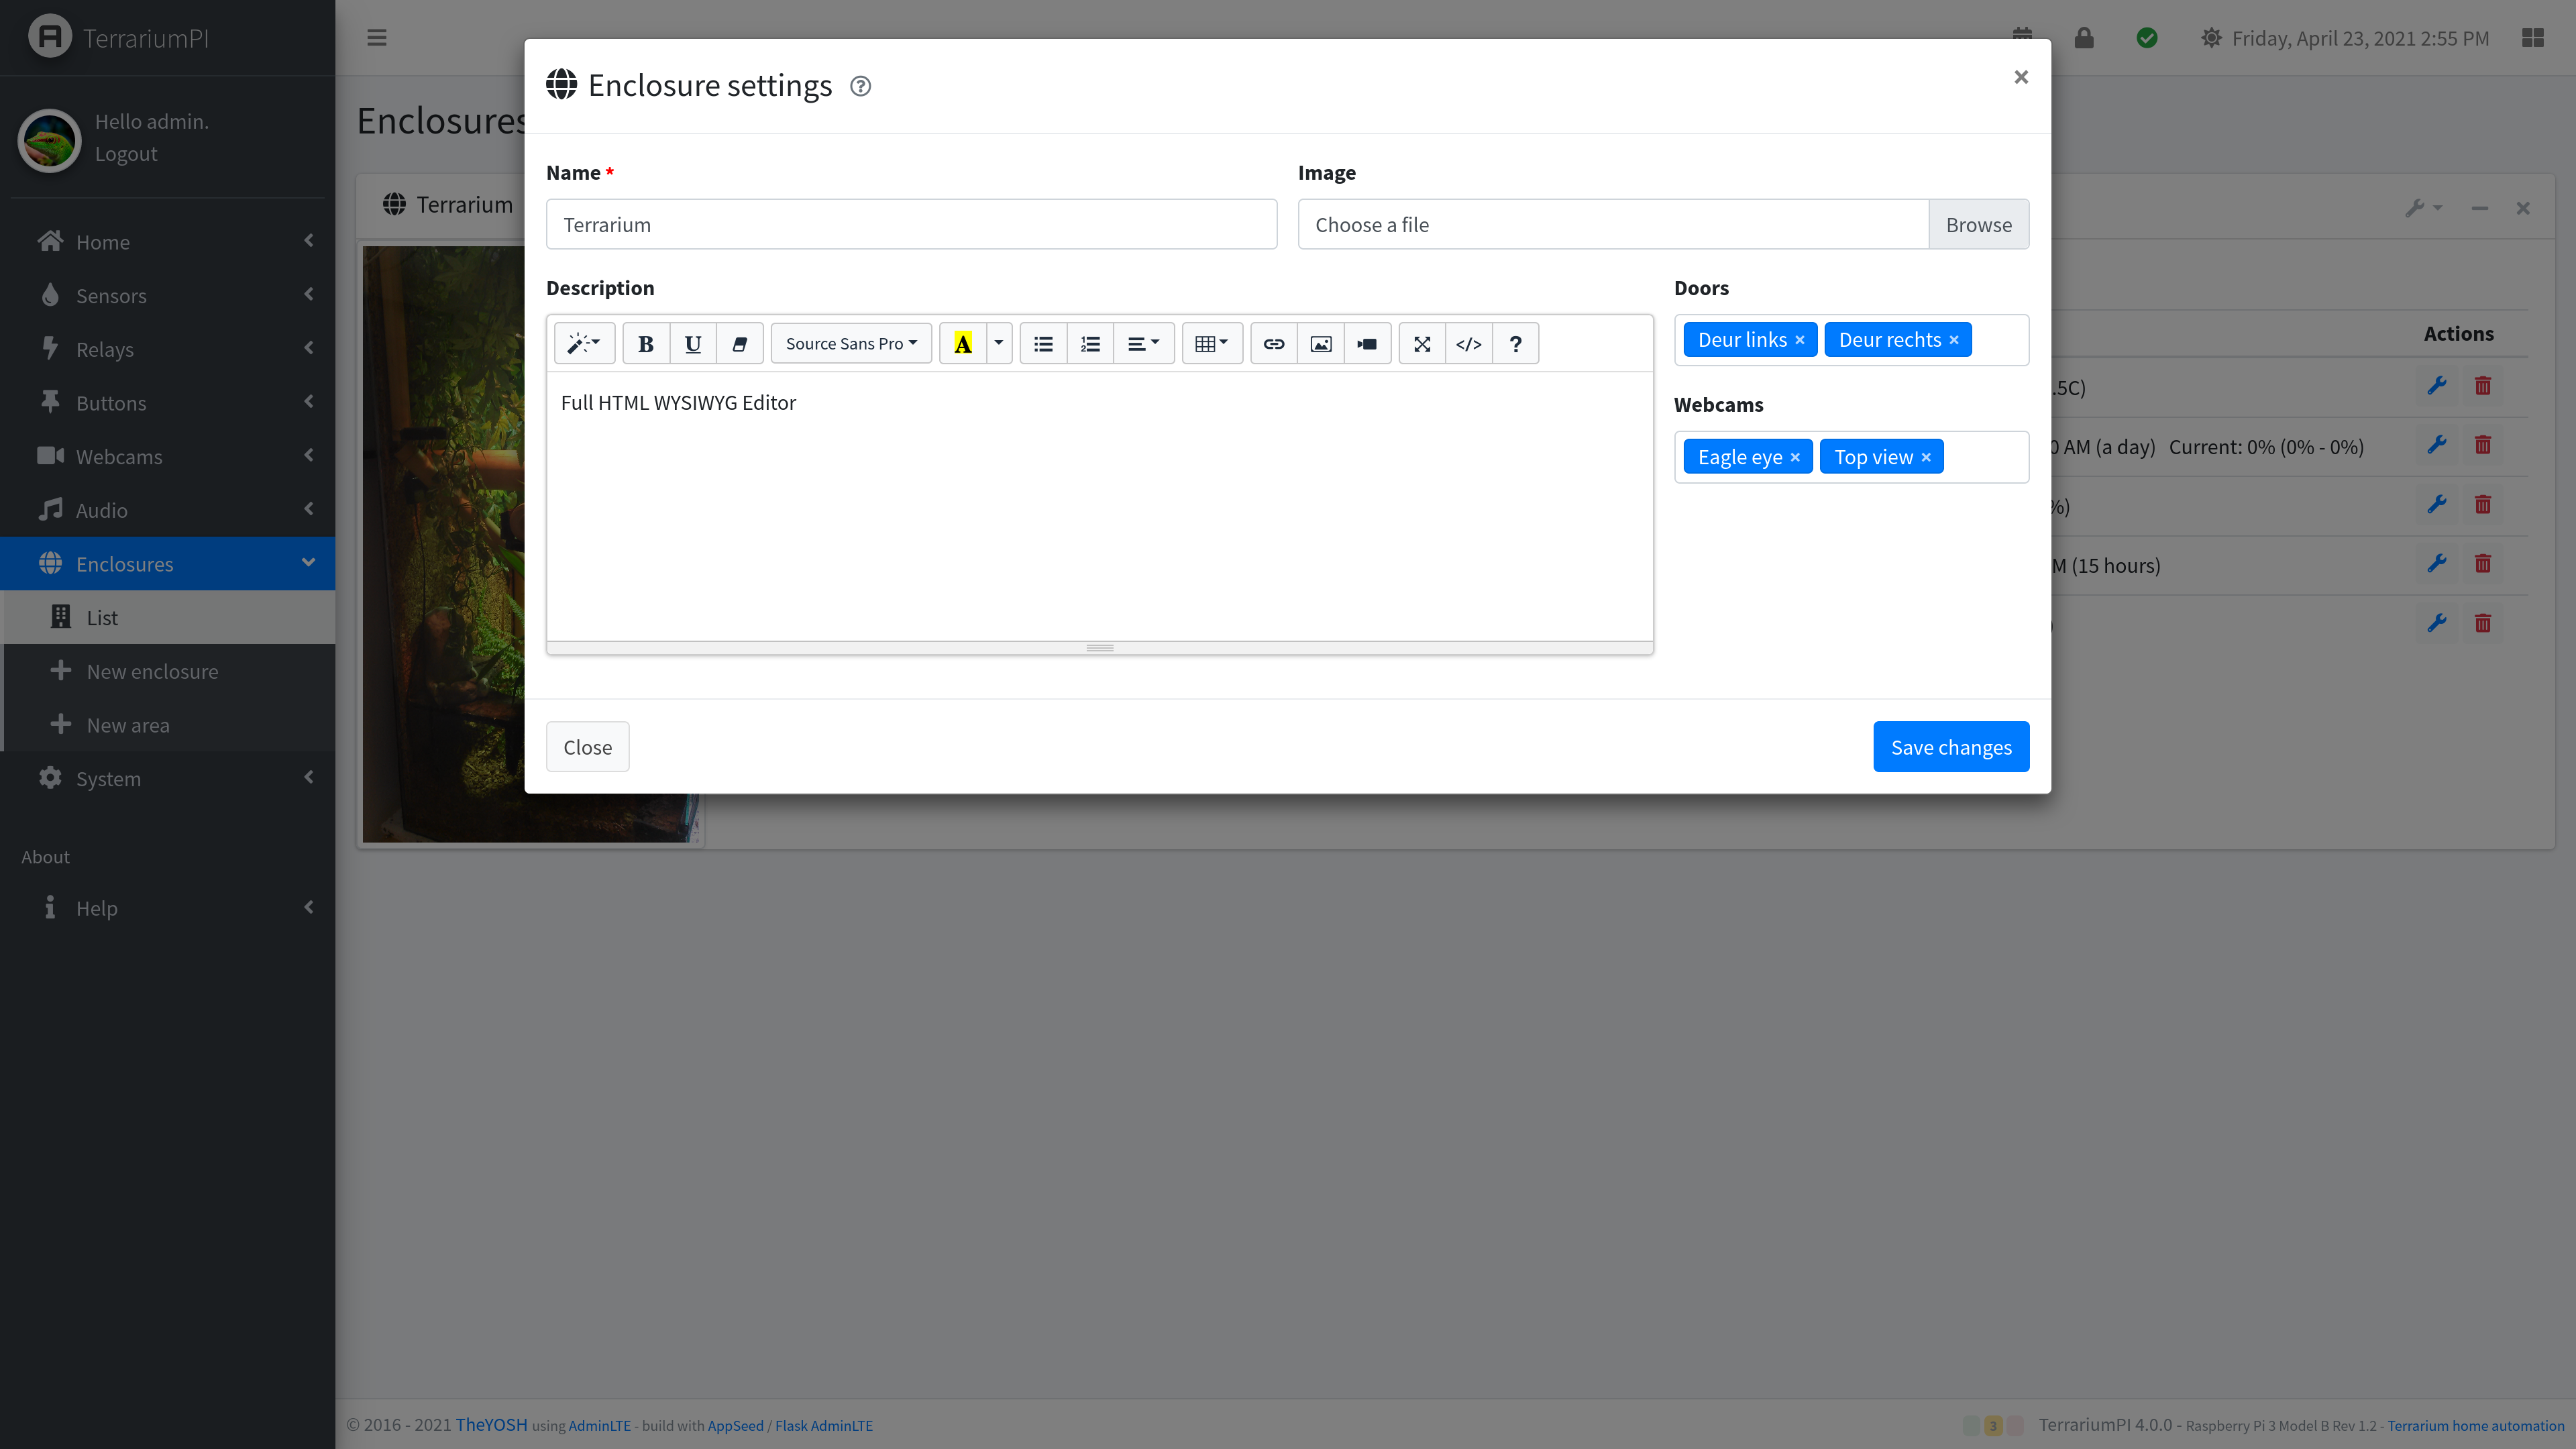 TerrariumPI
Friday, April 23, 2021 2:55 PM
Hello admin.
Logout
Home
Sensors
Relays
Buttons
Webcams
Audio
Enclosures
List
New enclosure
New area
System
About
Help
Enclosures
Terrarium
Enclosure settings
Name *
Image
Terrarium
Choose a file
Browse
Description
Doors
B U Source Sans Pro A </> ?
Deur links × Deur rechts ×
Full HTML WYSIWYG Editor
Webcams
Eagle eye × Top view ×
Close
Save changes
Actions
.5C)
0 AM (a day) Current: 0% (0% - 0%)
%)
M (15 hours)
)
© 2016 - 2021 TheYOSH using AdminLTE - build with AppSeed / Flask AdminLTE
3 TerrariumPI 4.0.0 - Raspberry Pi 3 Model B Rev 1.2 - Terrarium home automation